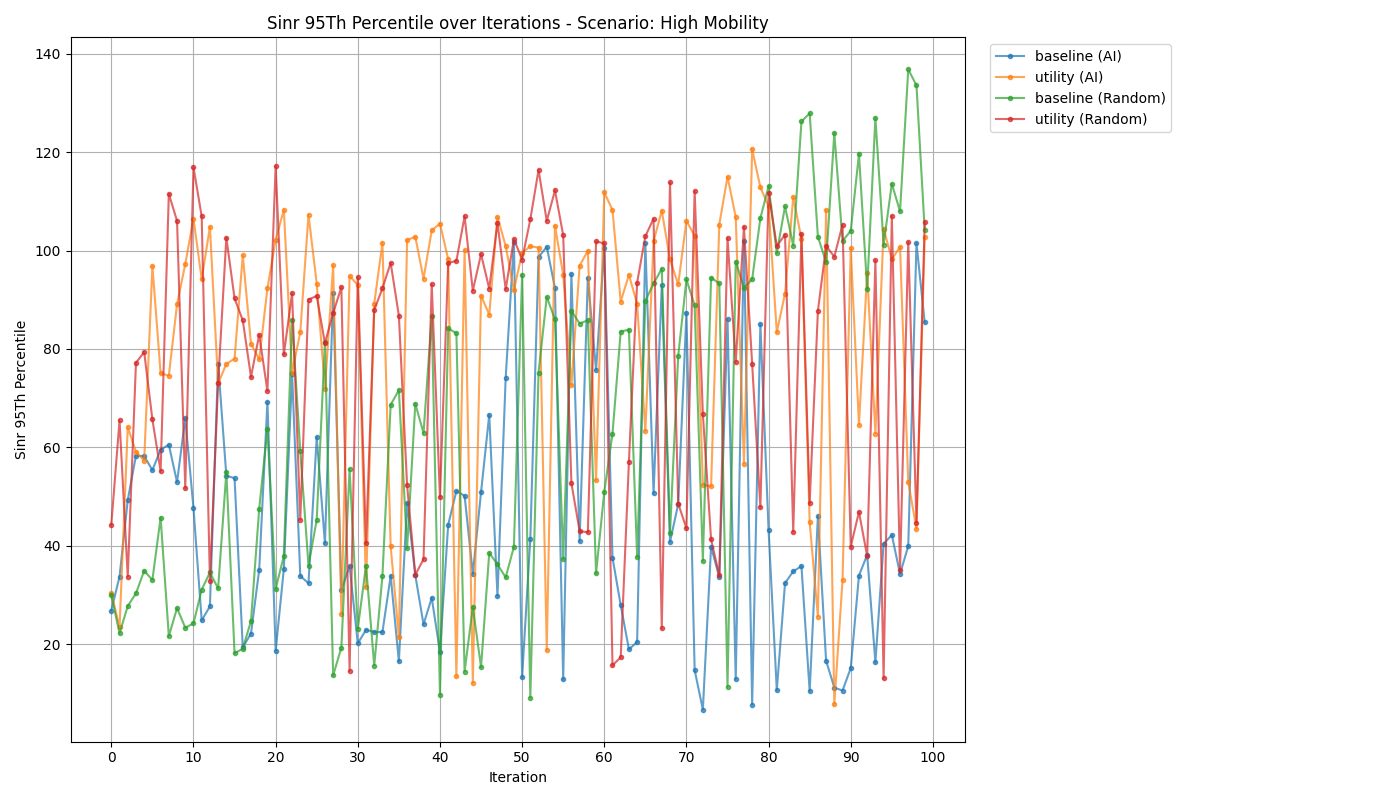 Sinr 95Th Percentile over Iterations - Scenario: High Mobility
140
120
100
80
60
40
20
Sinr 95Th Percentile
0 10 20 30 40 50 60 70 80 90 100
Iteration
baseline (AI)
utility (AI)
baseline (Random)
utility (Random)